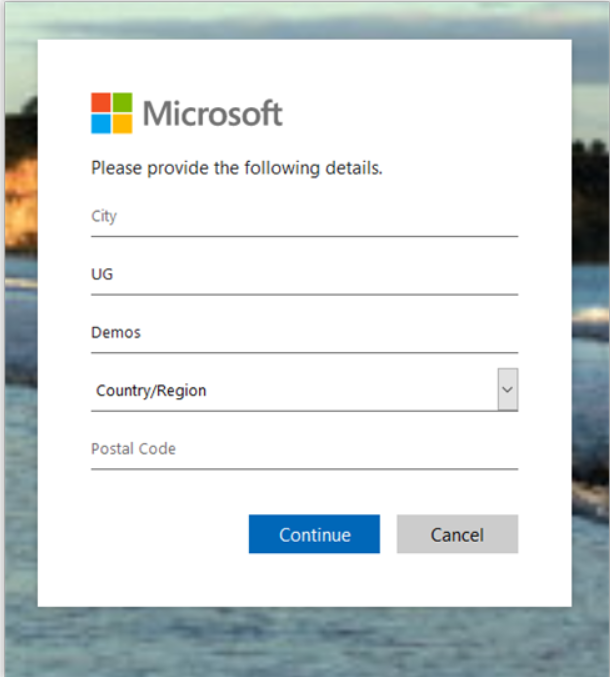 Microsoft
Please provide the following details.
City
UG
Demos
Country/Region
Postal Code
Continue Cancel